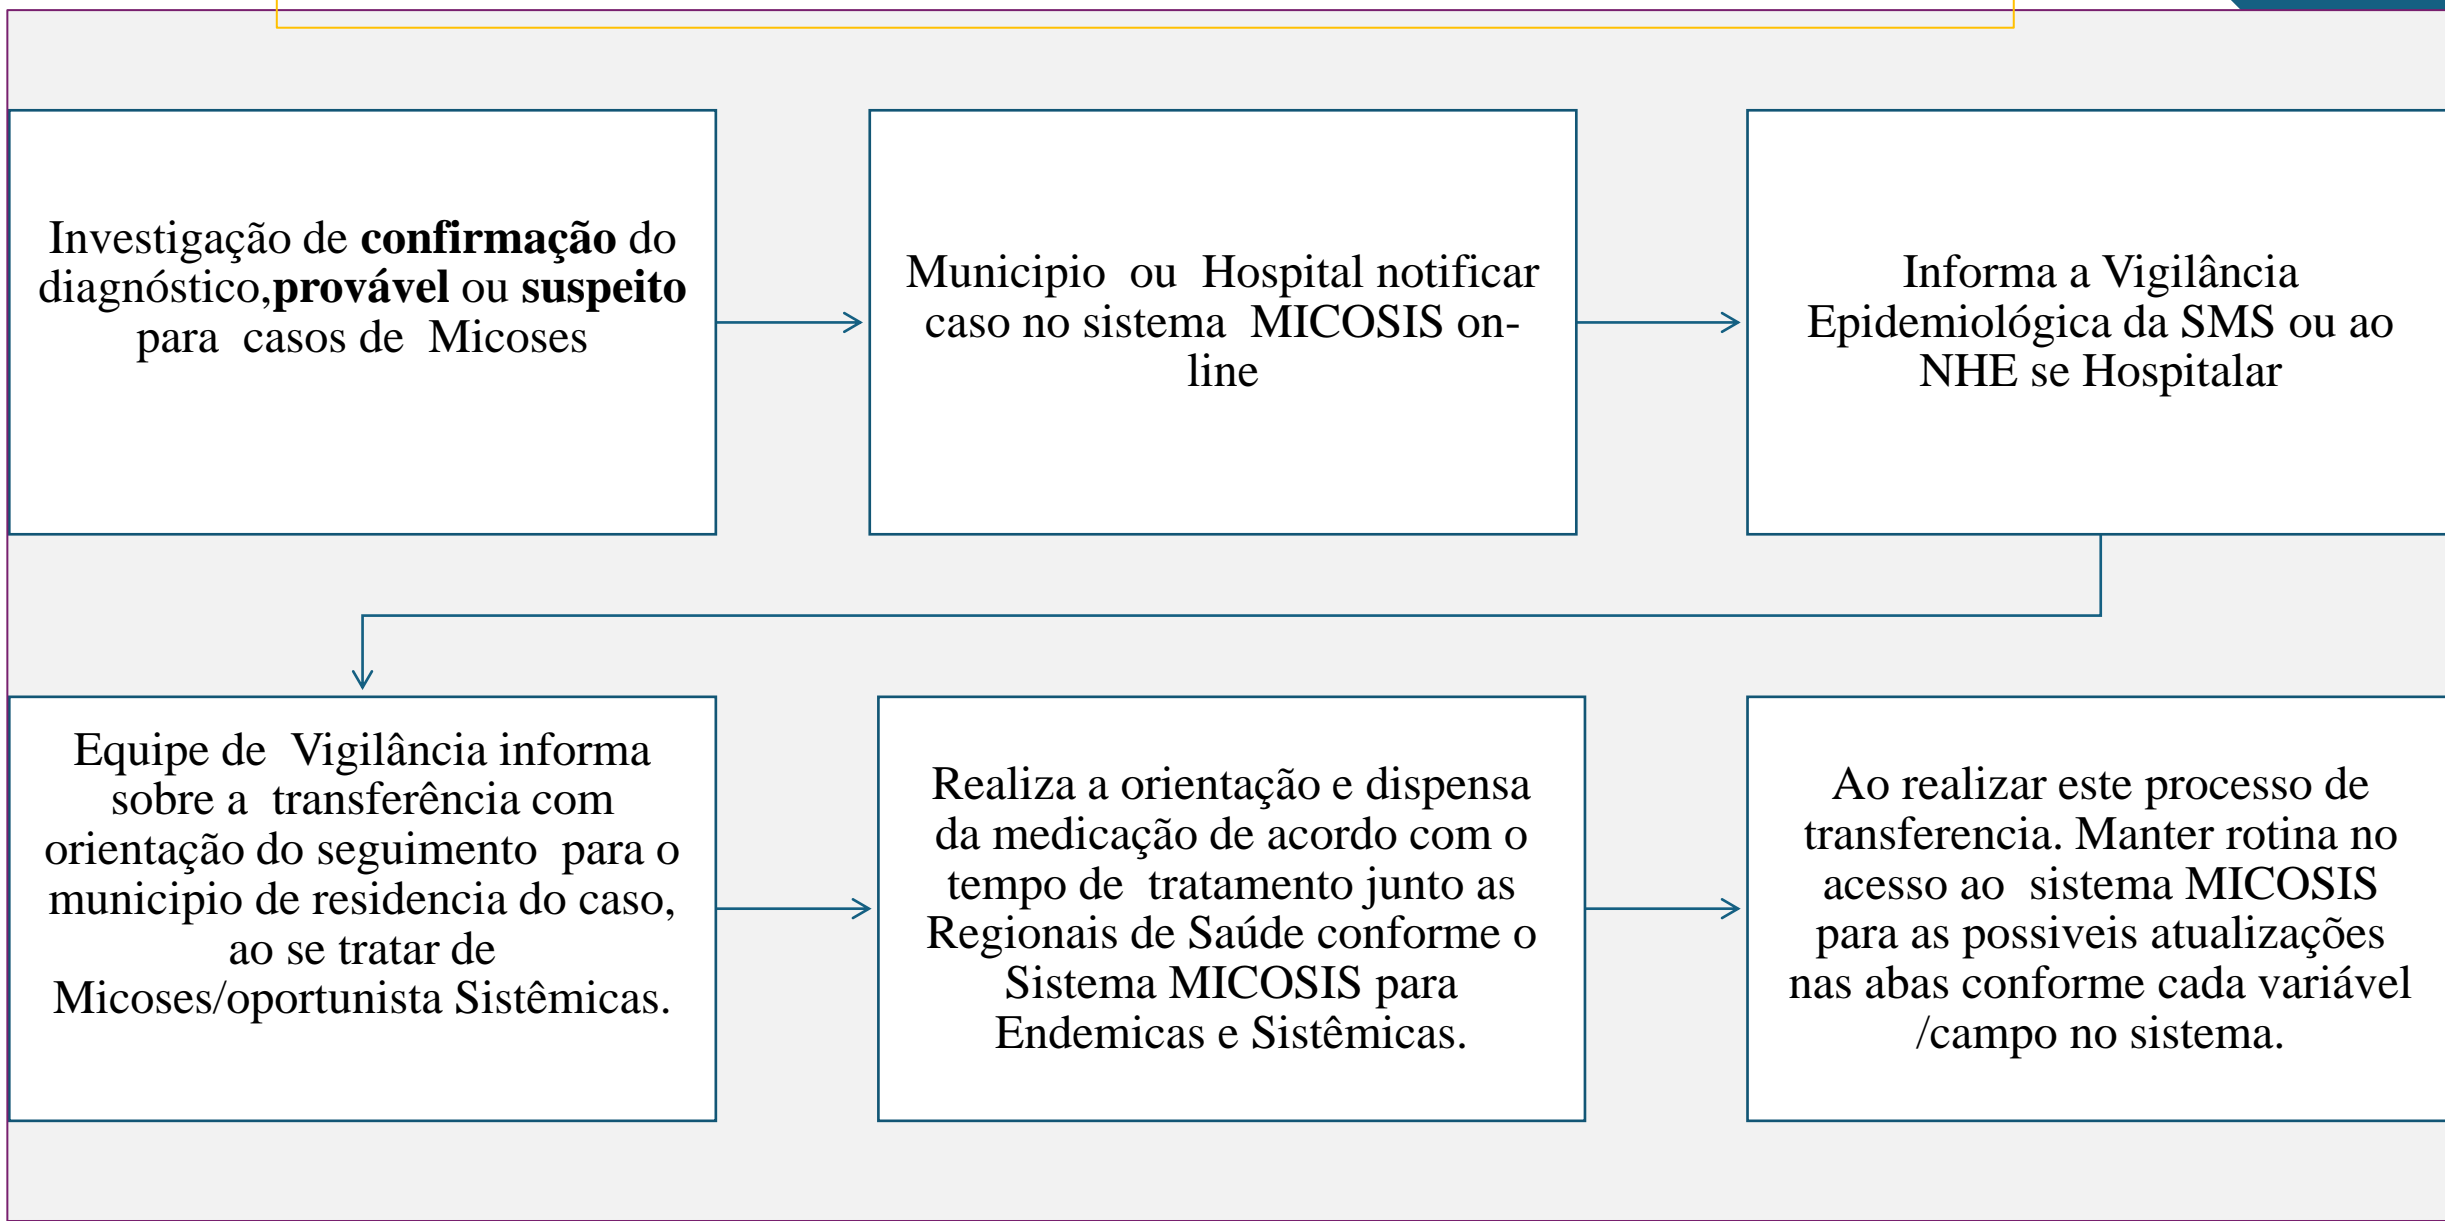 Investigação de confirmação do
diagnóstico,provável ou suspeito
para casos de Micoses
Municipio ou Hospital notificar
caso no sistema MICOSIS on-
line
Informa a Vigilância
Epidemiológica da SMS ou ao
NHE se Hospitalar
Equipe de Vigilância informa
sobre a transferência com
orientação do seguimento para o
municipio de residencia do caso,
ao se tratar de
Micoses/oportunista Sistêmicas.
Realiza a orientação e dispensa
da medicação de acordo com o
tempo de tratamento junto as
Regionais de Saúde conforme o
Sistema MICOSIS para
Endemicas e Sistêmicas.
Ao realizar este processo de
transferencia. Manter rotina no
acesso ao sistema MICOSIS
para as possiveis atualizações
nas abas conforme cada variável
/campo no sistema.